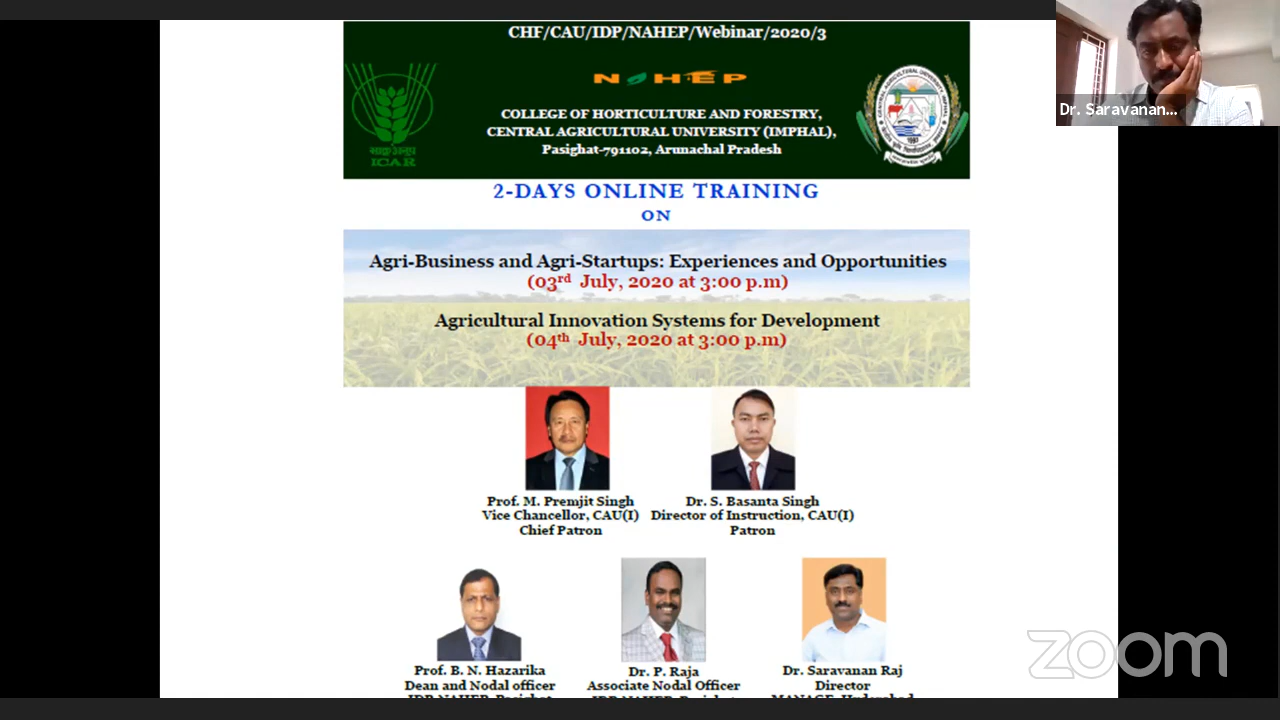 CHF/CAU/IDP/NAHEP/Webinar/2020/3
NAHEP
COLLEGE OF HORTICULTURE AND FORESTRY,
CENTRAL AGRICULTURAL UNIVERSITY (IMPHAL),
Pasighat-791102, Arunachal Pradesh
ICAR
CENTRAL AGRICULTURAL UNIVERSITY, IMPHAL
Dr. Saravanan...
2-DAYS ONLINE TRAINING
ON
Agri-Business and Agri-Startups: Experiences and Opportunities
(03rd July, 2020 at 3:00 p.m)
Agricultural Innovation Systems for Development
(04th July, 2020 at 3:00 p.m)
Prof. M. Premjit Singh
Vice Chancellor, CAU(I)
Chief Patron
Dr. S. Basanta Singh
Director of Instruction, CAU(I)
Patron
Prof. B. N. Hazarika
Dean and Nodal officer
Dr. P. Raja
Associate Nodal Officer
Dr. Saravanan Raj
Director
zoom